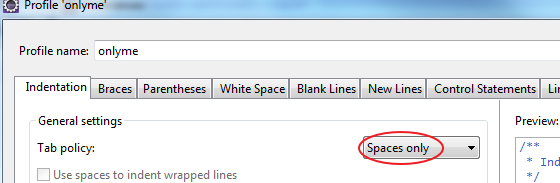 Profile 'onlyme'
Profile name: onlyme
Indentation Braces Parentheses White Space Blank Lines New Lines Control Statements
General settings
Preview:
Tab policy: Spaces only
/**
Use spaces to indent wrapped lines
* Ind
*/